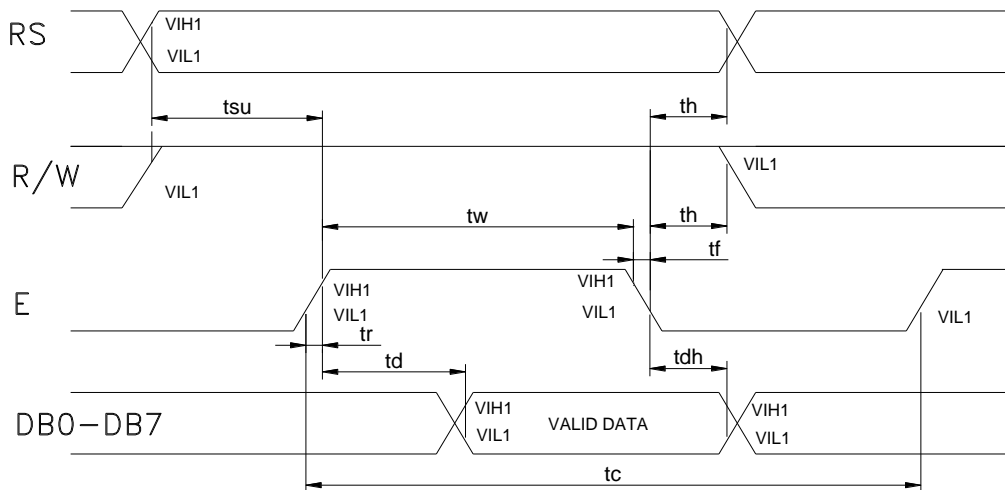 RS
VIH1
VIL1
tsu
th
R/W
VIL1
VIL1
tw
th
tf
E
VIH1
VIL1
VIH1
VIL1
VIL1
tr
td
tdh
DB0-DB7
VIH1
VIL1
VALID DATA
VIH1
VIL1
tc